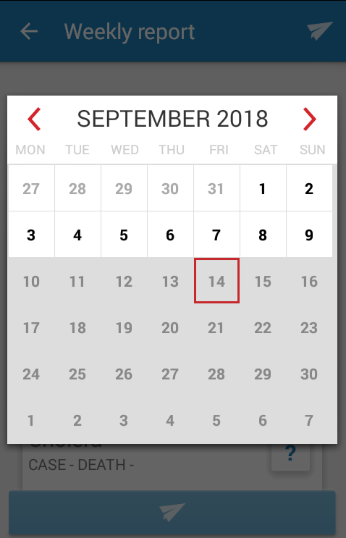 Weekly report
SEPTEMBER 2018
MON TUE WED THU FRI SAT SUN
27 28 29 30 31 1 2
3 4 5 6 7 8 9
10 11 12 13 14 15 16
17 18 19 20 21 22 23
24 25 26 27 28 29 30
1 2 3 4 5 6 7
CASE - DEATH -
?